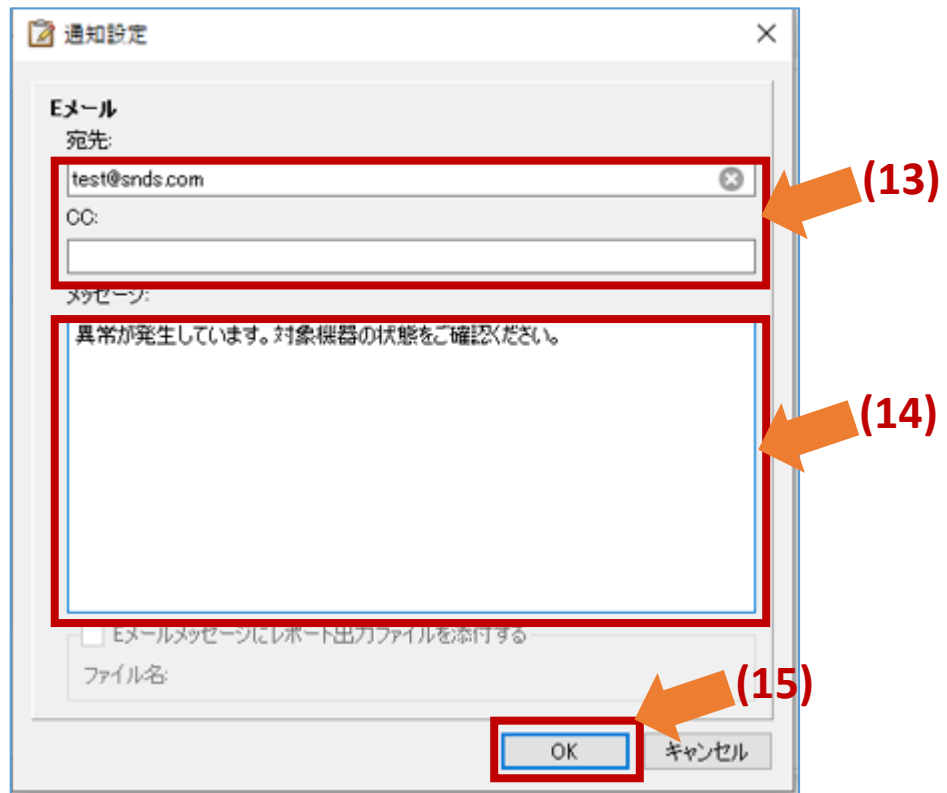 通知設定
Eメール
宛先:
test@snds.com
(13)
CC:
メッセージ:
異常が発生しています。対象機器の状態をご確認ください。
(14)
Eメールメッセージにレポート出力ファイルを添付する
ファイル名:
(15)
OK キャンセル